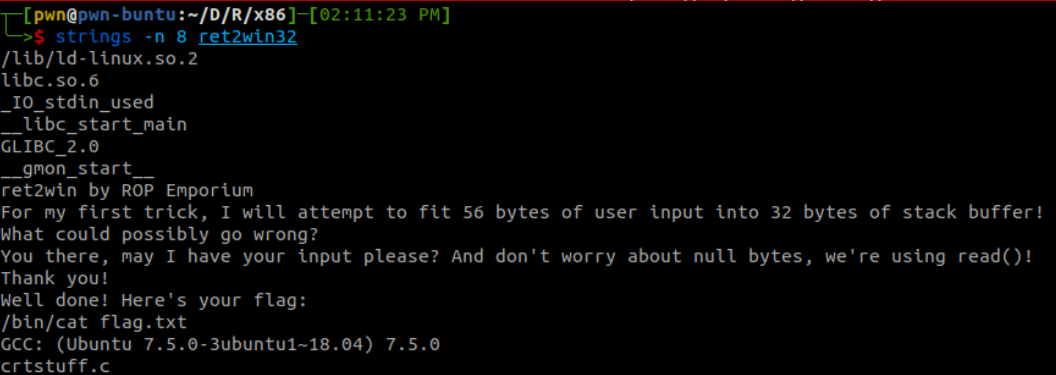 [pwn@pwn-buntu:~/D/R/x86]─[02:11:23 PM]
>$ strings -n 8 ret2win32
/lib/ld-linux.so.2
libc.so.6
_IO_stdin_used
__libc_start_main
GLIBC_2.0
__gmon_start__
ret2win by ROP Emporium
For my first trick, I will attempt to fit 56 bytes of user input into 32 bytes of stack buffer!
What could possibly go wrong?
You there, may I have your input please? And don't worry about null bytes, we're using read()!
Thank you!
Well done! Here's your flag:
/bin/cat flag.txt
GCC: (Ubuntu 7.5.0-3ubuntu1~18.04) 7.5.0
crtstuff.c